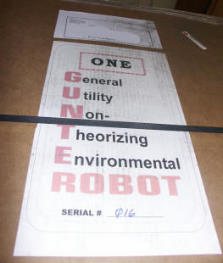 ONE
General
Utility
Non-
Theorizing
Environmental
ROBOT
SERIAL # 016